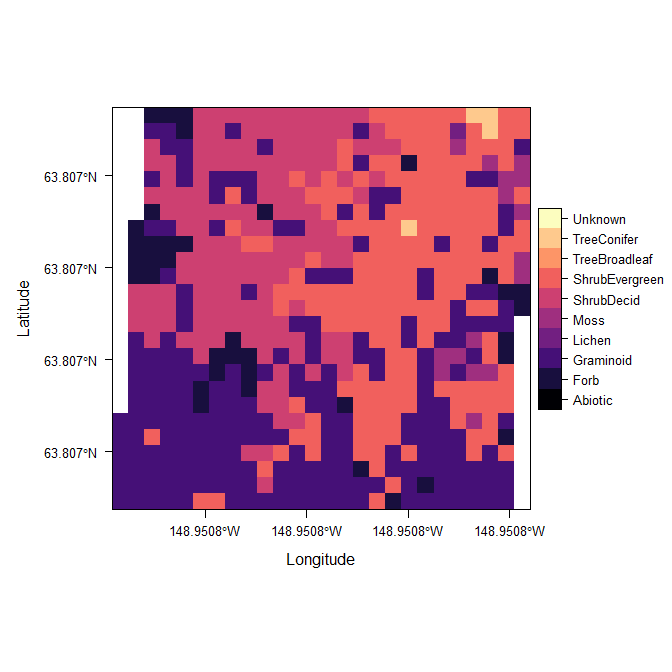 63.807°N
63.807°N
63.807°N
63.807°N
Latitude
148.9508°W
148.9508°W
148.9508°W
148.9508°W
Longitude
Unknown
TreeConifer
TreeBroadleaf
ShrubEvergreen
ShrubDecid
Moss
Lichen
Graminoid
Forb
Abiotic